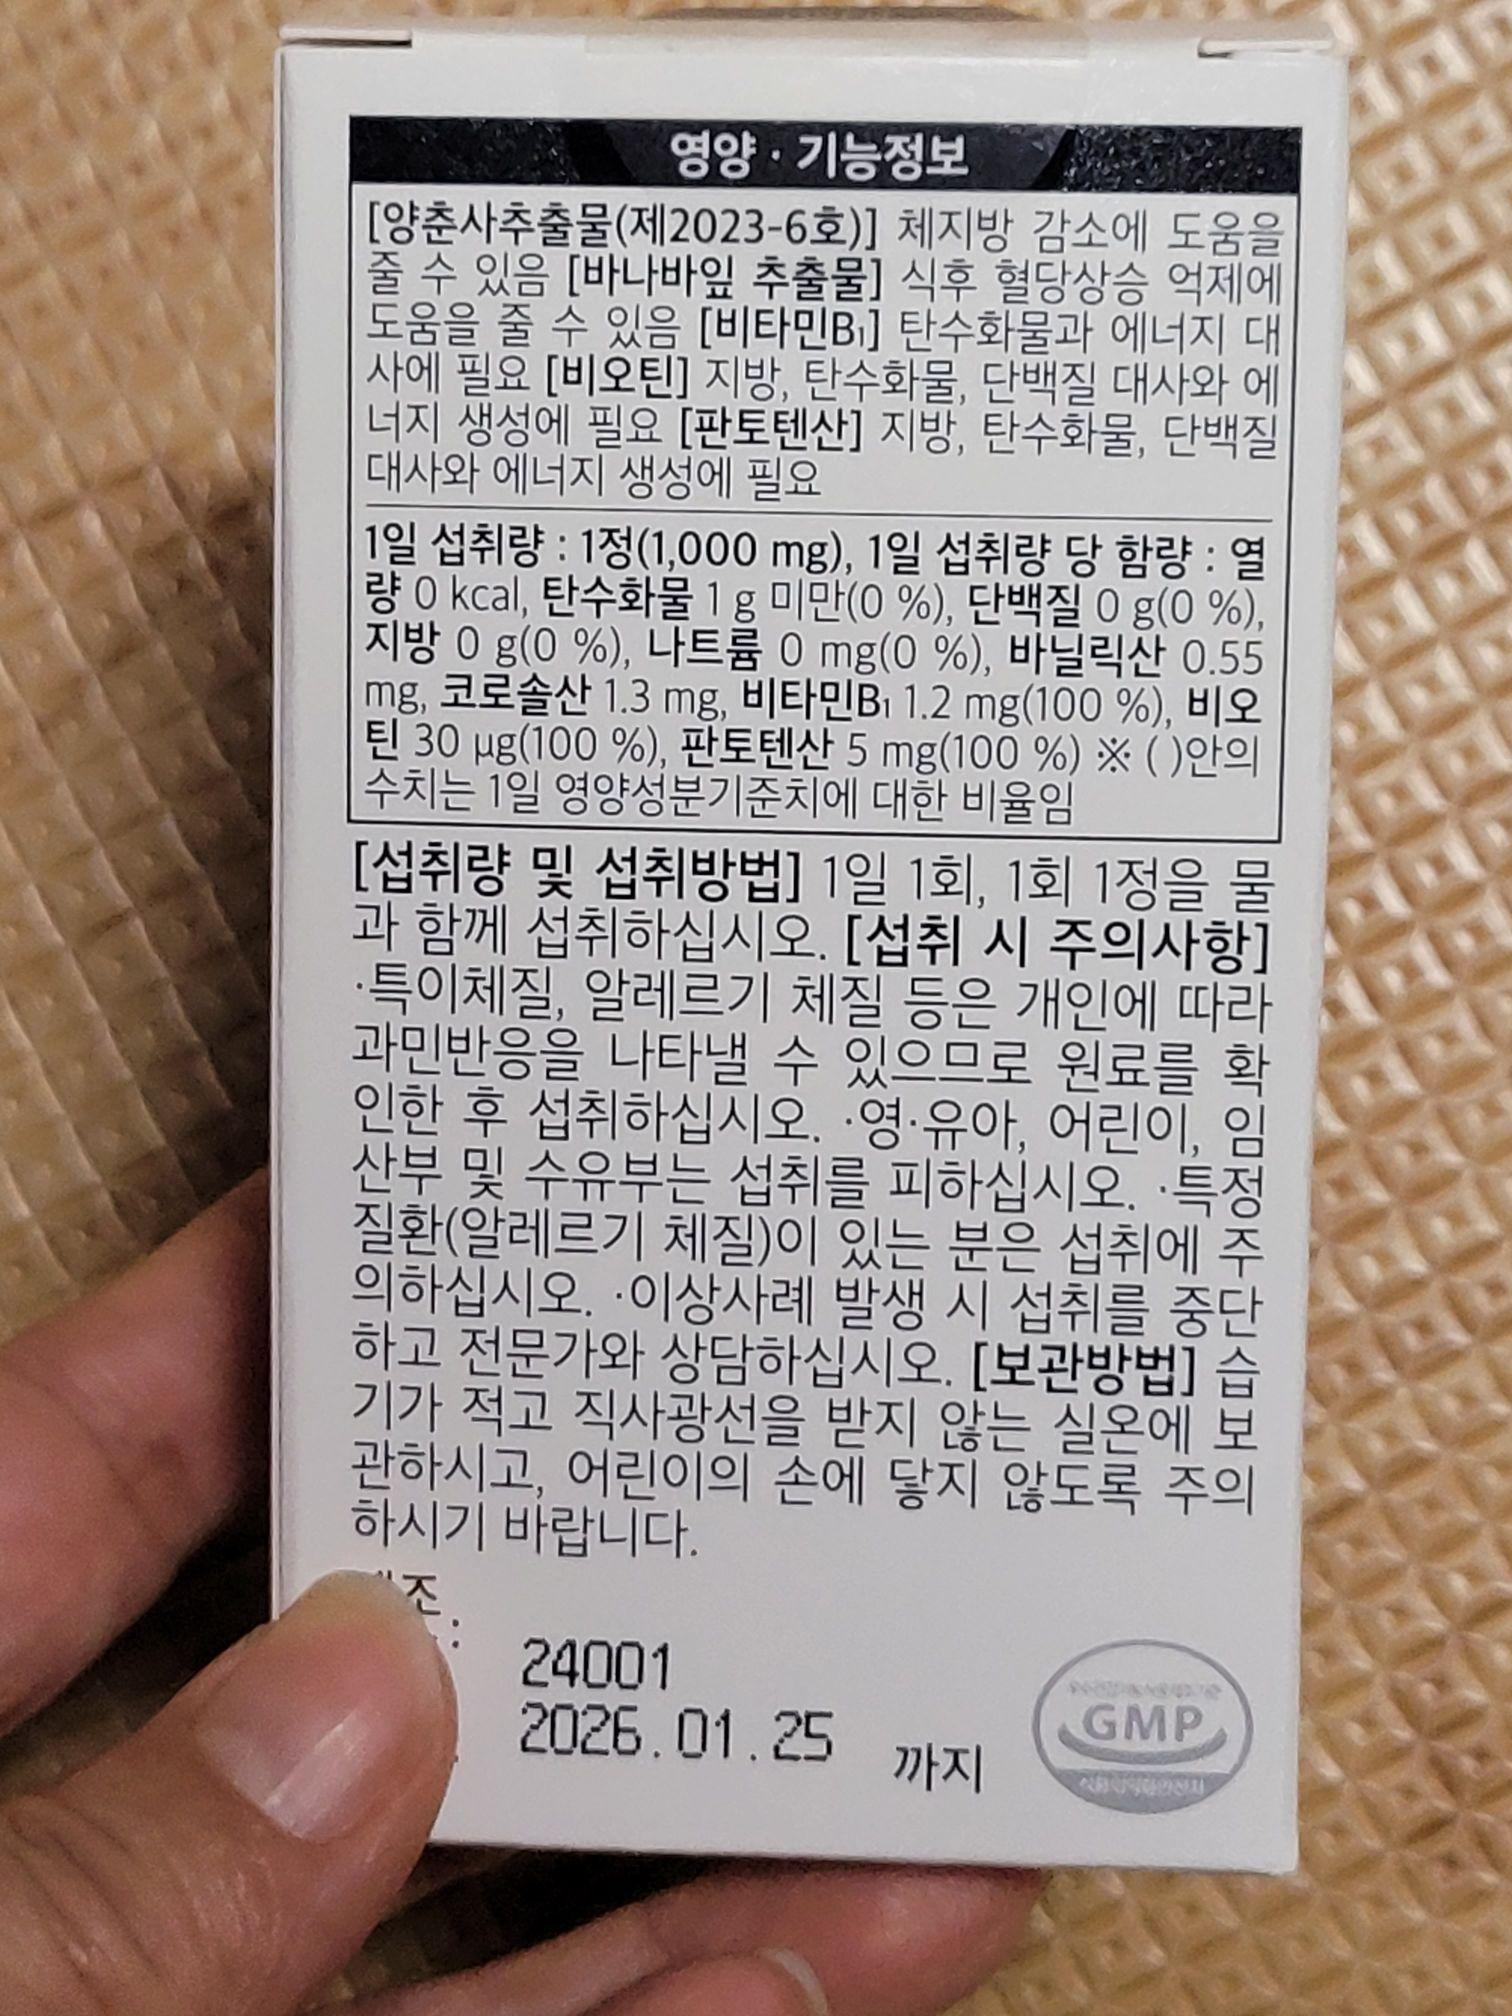 영양·기능정보
[양춘사추출물(제2023-6호)] 체지방 감소에 도움을
줄 수 있음 [바나바잎 추출물] 식후 혈당상승 억제에
도움을 줄 수 있음 [비타민B₁] 탄수화물과 에너지 대
사에 필요 [비오틴] 지방, 탄수화물, 단백질 대사와 에
너지 생성에 필요 [판토텐산] 지방, 탄수화물, 단백질
대사와 에너지 생성에 필요
1일 섭취량 : 1정(1,000 mg), 1일 섭취량 당 함량 : 열
량 0 kcal, 탄수화물 1 g 미만(0 %), 단백질 0 g(0 %),
지방 0 g(0 %), 나트륨 0 mg(0 %), 바닐릭산 0.55
mg, 코로솔산 1.3 mg, 비타민B₁ 1.2 mg(100 %), 비오
틴 30 μg(100 %), 판토텐산 5 mg(100 %) ※ ( )안의
수치는 1일 영양성분기준치에 대한 비율임
[섭취량 및 섭취방법] 1일 1회, 1회 1정을 물
과 함께 섭취하십시오. [섭취 시 주의사항]
·특이체질, 알레르기 체질 등은 개인에 따라
과민반응을 나타낼 수 있으므로 원료를 확
인한 후 섭취하십시오. ·영·유아, 어린이, 임
산부 및 수유부는 섭취를 피하십시오. ·특정
질환(알레르기 체질)이 있는 분은 섭취에 주
의하십시오. ·이상사례 발생 시 섭취를 중단
하고 전문가와 상담하십시오. [보관방법] 습
기가 적고 직사광선을 받지 않는 실온에 보
관하시고, 어린이의 손에 닿지 않도록 주의
하시기 바랍니다.
24001
2026.01.25 까지
GMP